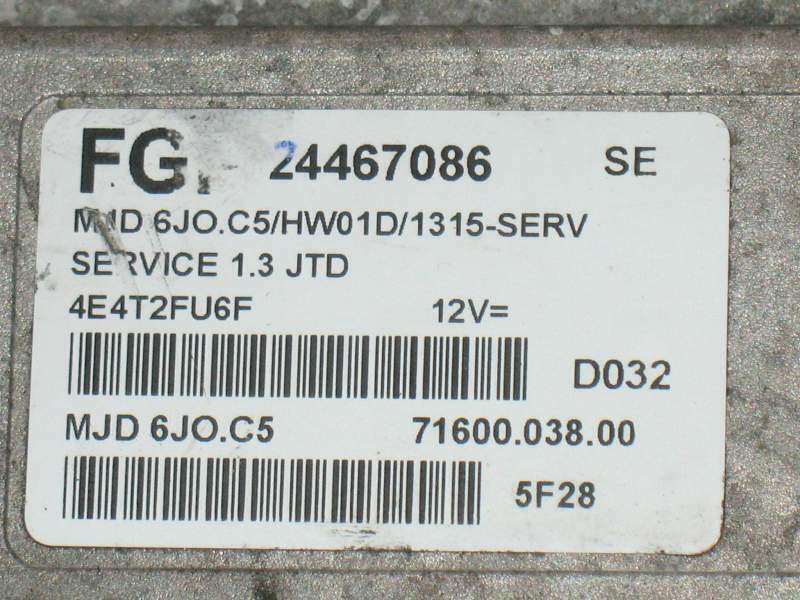 FG. 24467086 SE
MJD 6JO.C5/HW01D/1315-SERV
SERVICE 1.3 JTD
4E4T2FU6F 12V=
D032
MJD 6JO.C5 71600.038.00
5F28